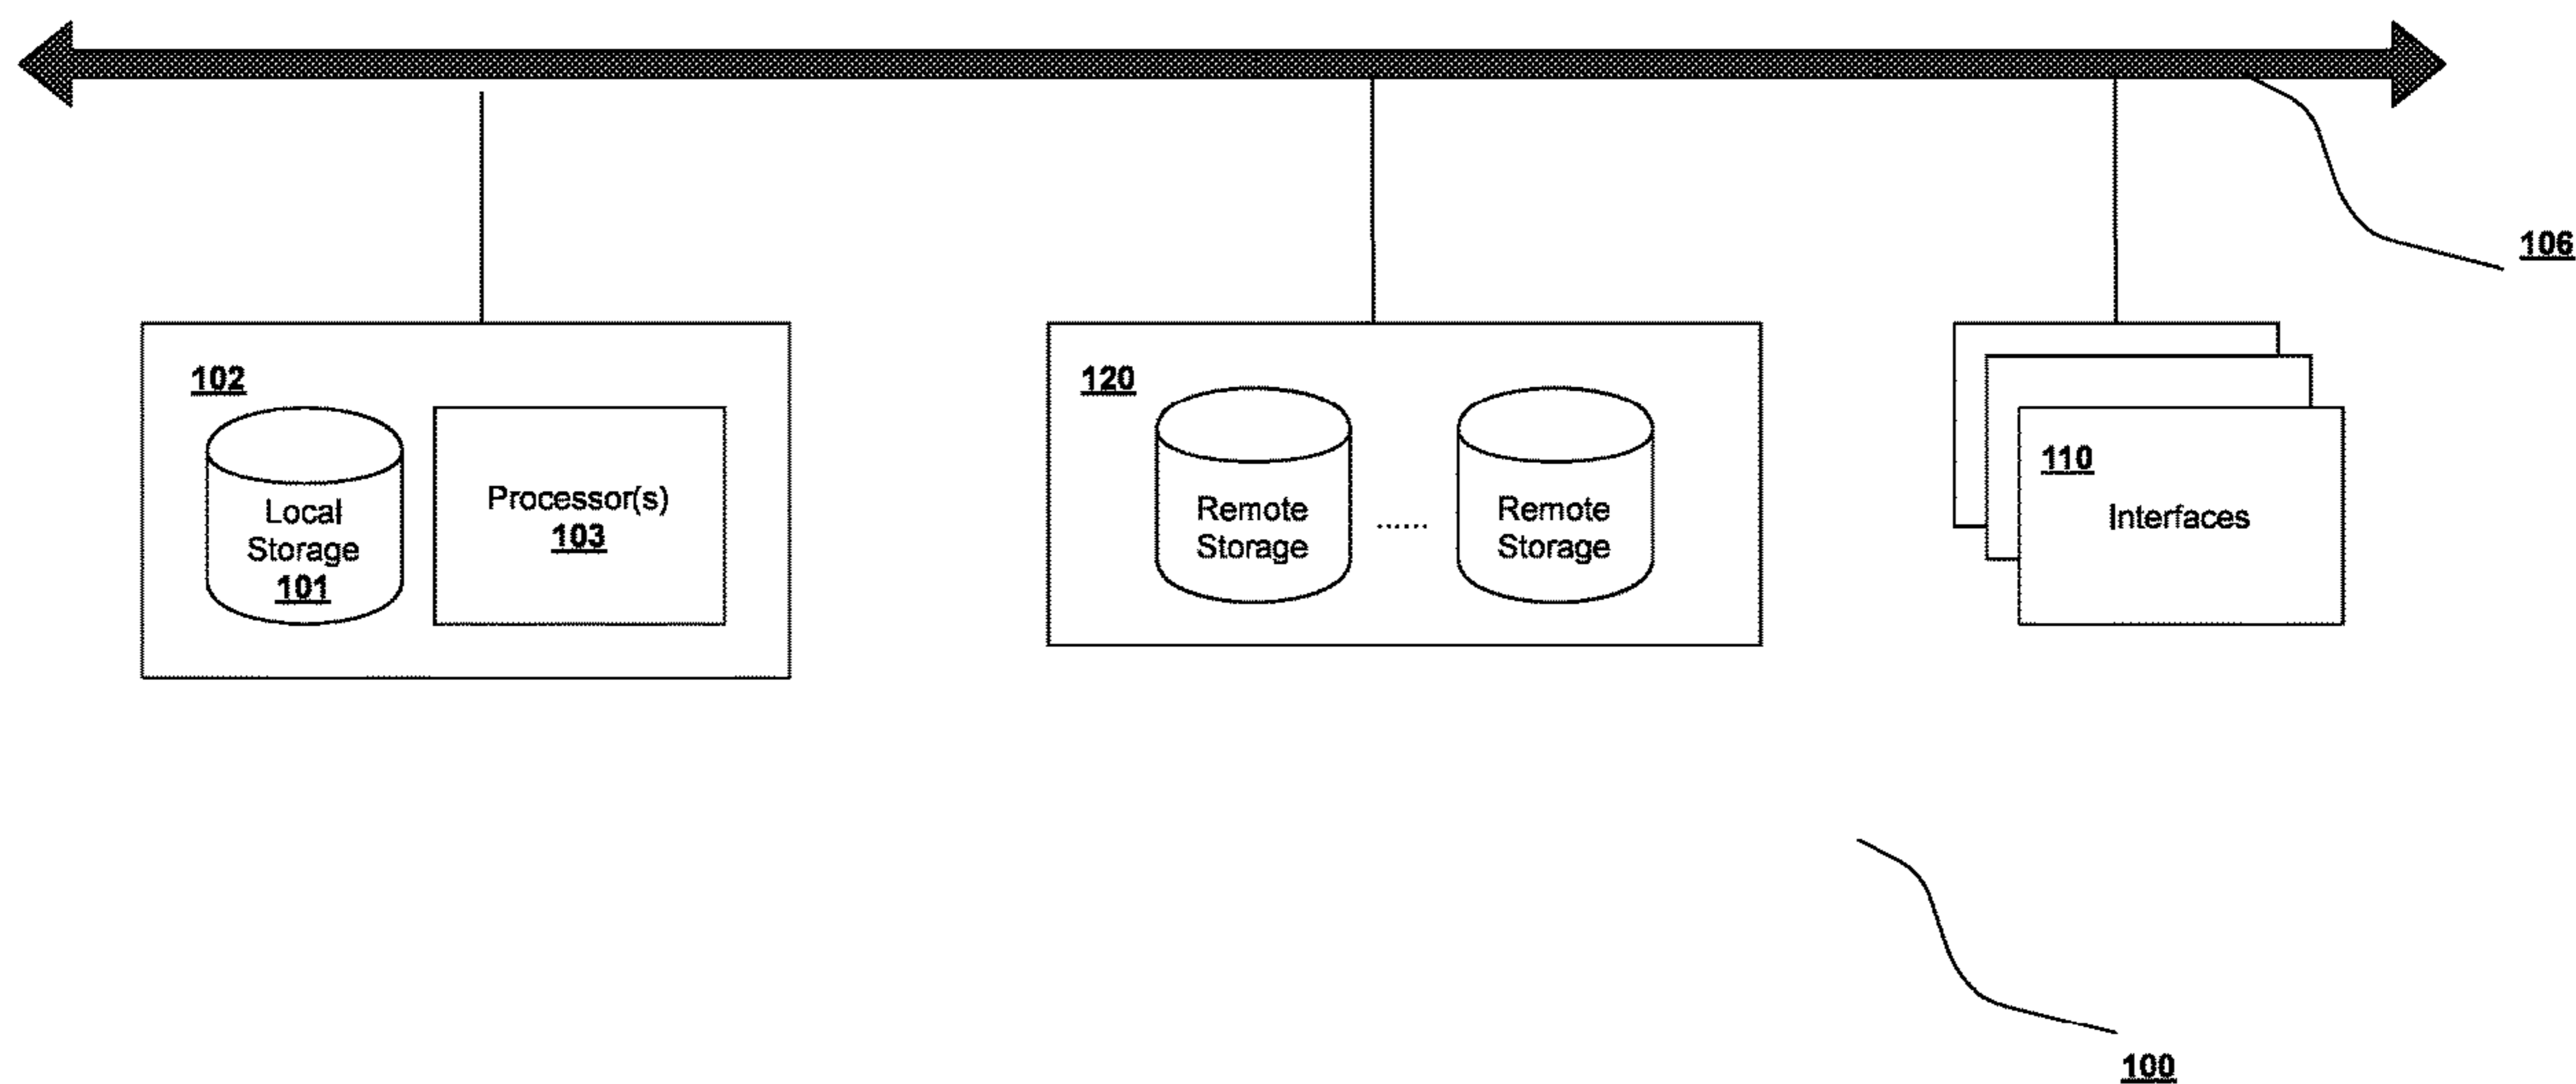 106
102
Local
Storage
101
Processor(s)
103
120
Remote
Storage
......
Remote
Storage
110
Interfaces
100